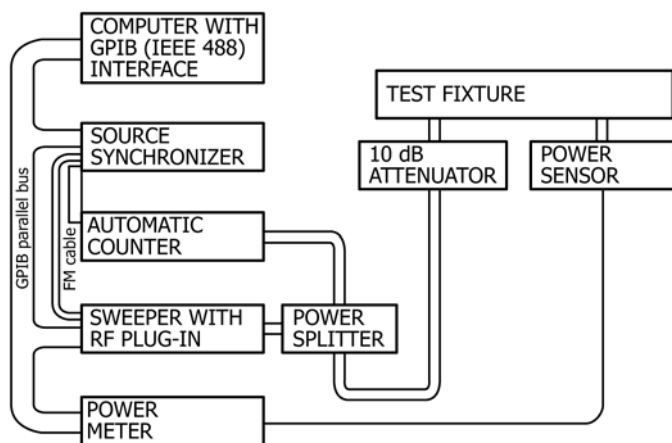 COMPUTER WITH
GPIB (IEEE 488)
INTERFACE
TEST FIXTURE
SOURCE
SYNCHRONIZER
10 dB
ATTENUATOR
POWER
SENSOR
GPIB parallel bus
FM cable
AUTOMATIC
COUNTER
SWEEPER WITH
RF PLUG-IN
POWER
SPLITTER
POWER
METER